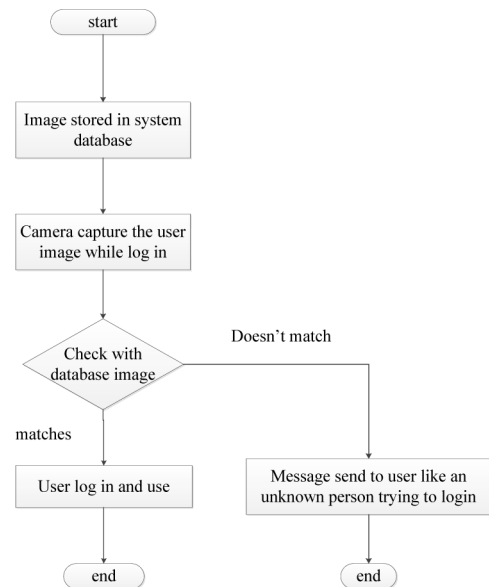 start
Image stored in system
database
Camera capture the user
image while log in
Check with
database image
Doesn’t match
matches
User log in and use
Message send to user like an
unknown person trying to login
end
end